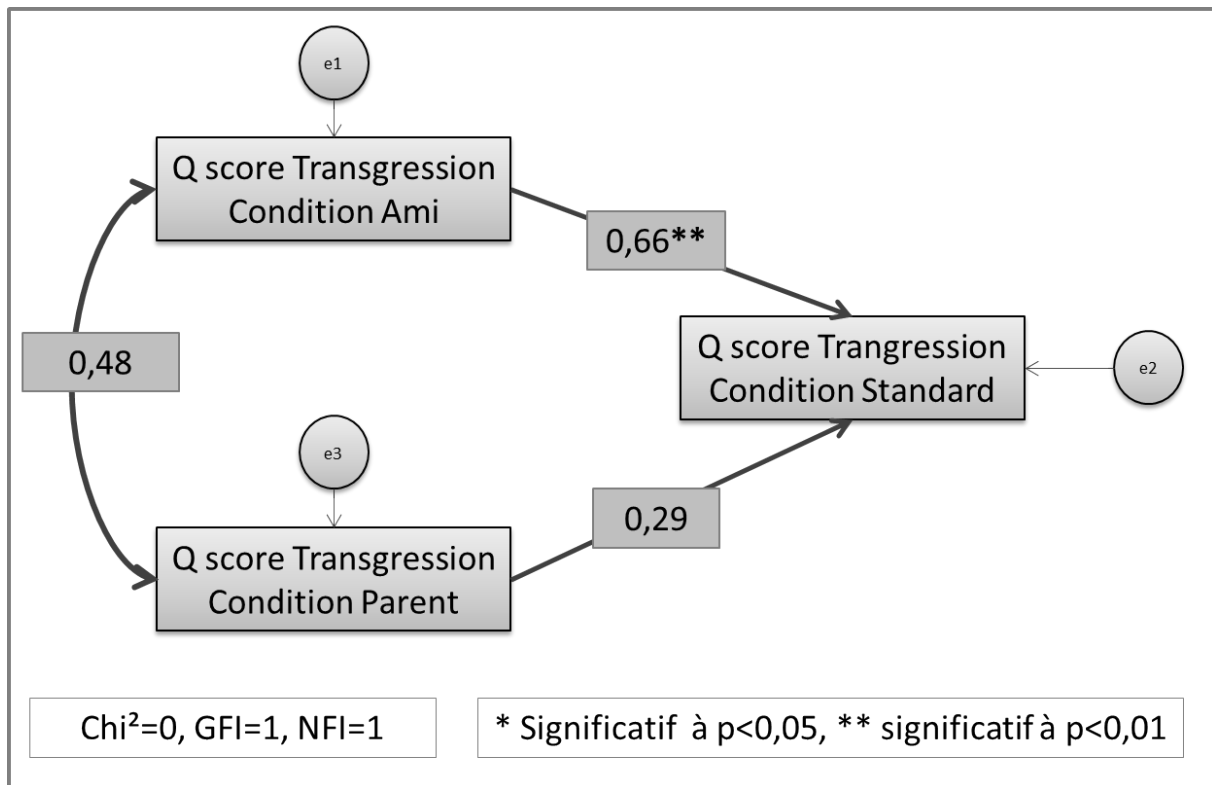 e1
Q score Transgression
Condition Ami
0,66**
0,48
Q score Trangression
Condition Standard
e2
e3
0,29
Q score Transgression
Condition Parent
Chi²=0, GFI=1, NFI=1
* Significatif à p<0,05, ** significatif à p<0,01